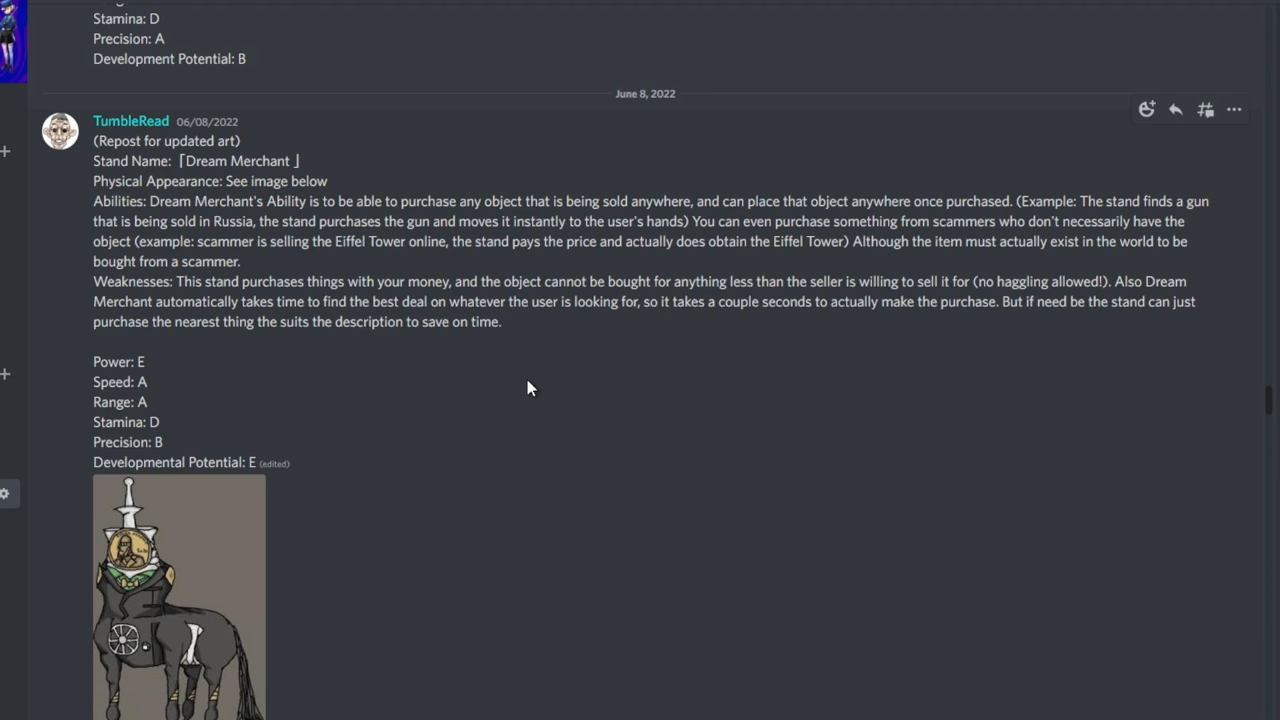 Stamina: D
Precision: A
Development Potential: B
June 8, 2022
TumbleRead 06/08/2022
(Repost for updated art)
Stand Name:「Dream Merchant 」
Physical Appearance: See image below
Abilities: Dream Merchant's Ability is to be able to purchase any object that is being sold anywhere, and can place that object anywhere once purchased. (Example: The stand finds a gun
that is being sold in Russia, the stand purchases the gun and moves it instantly to the user's hands) You can even purchase something from scammers who don't necessarily have the
object (example: scammer is selling the Eiffel Tower online, the stand pays the price and actually does obtain the Eiffel Tower) Although the item must actually exist in the world to be
bought from a scammer.
Weaknesses: This stand purchases things with your money, and the object cannot be bought for anything less than the seller is willing to sell it for (no haggling allowed!). Also Dream
Merchant automatically takes time to find the best deal on whatever the user is looking for, so it takes a couple seconds to actually make the purchase. But if need be the stand can just
purchase the nearest thing the suits the description to save on time.
Power: E
Speed: A
Range: A
Stamina: D
Precision: B
Developmental Potential: E (edited)